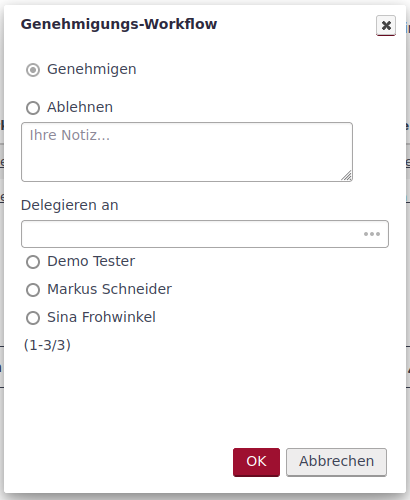 Genehmigungs-Workflow
Genehmigen
Ablehnen
Ihre Notiz...
Delegieren an
Demo Tester
Markus Schneider
Sina Frohwinkel
(1-3/3)
OK
Abbrechen